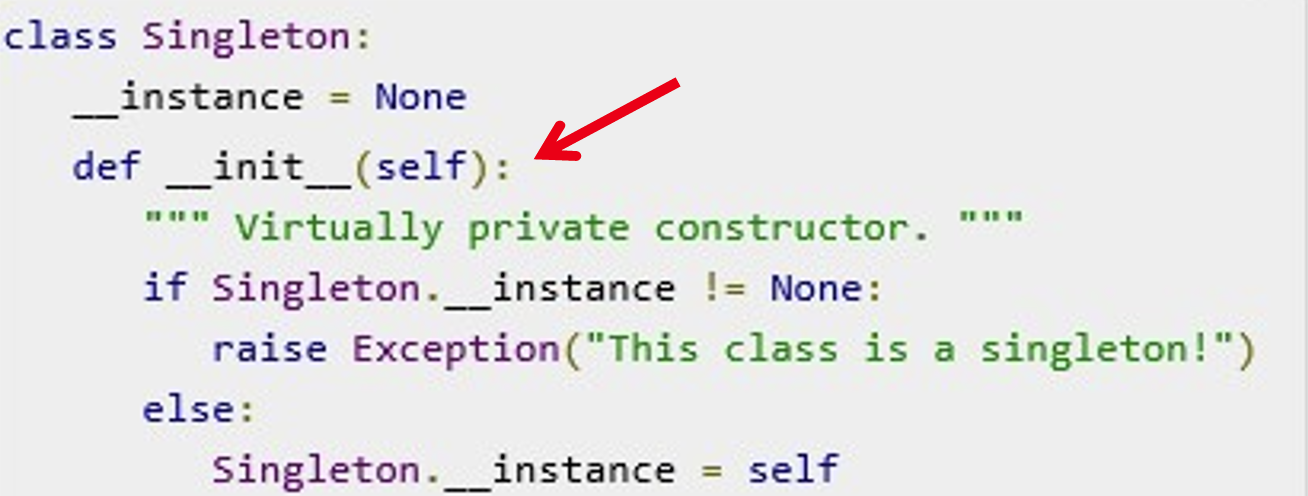 class Singleton:
   __instance = None
   def __init__(self):
      """ Virtually private constructor. """
      if Singleton.__instance != None:
         raise Exception("This class is a singleton!")
      else:
         Singleton.__instance = self